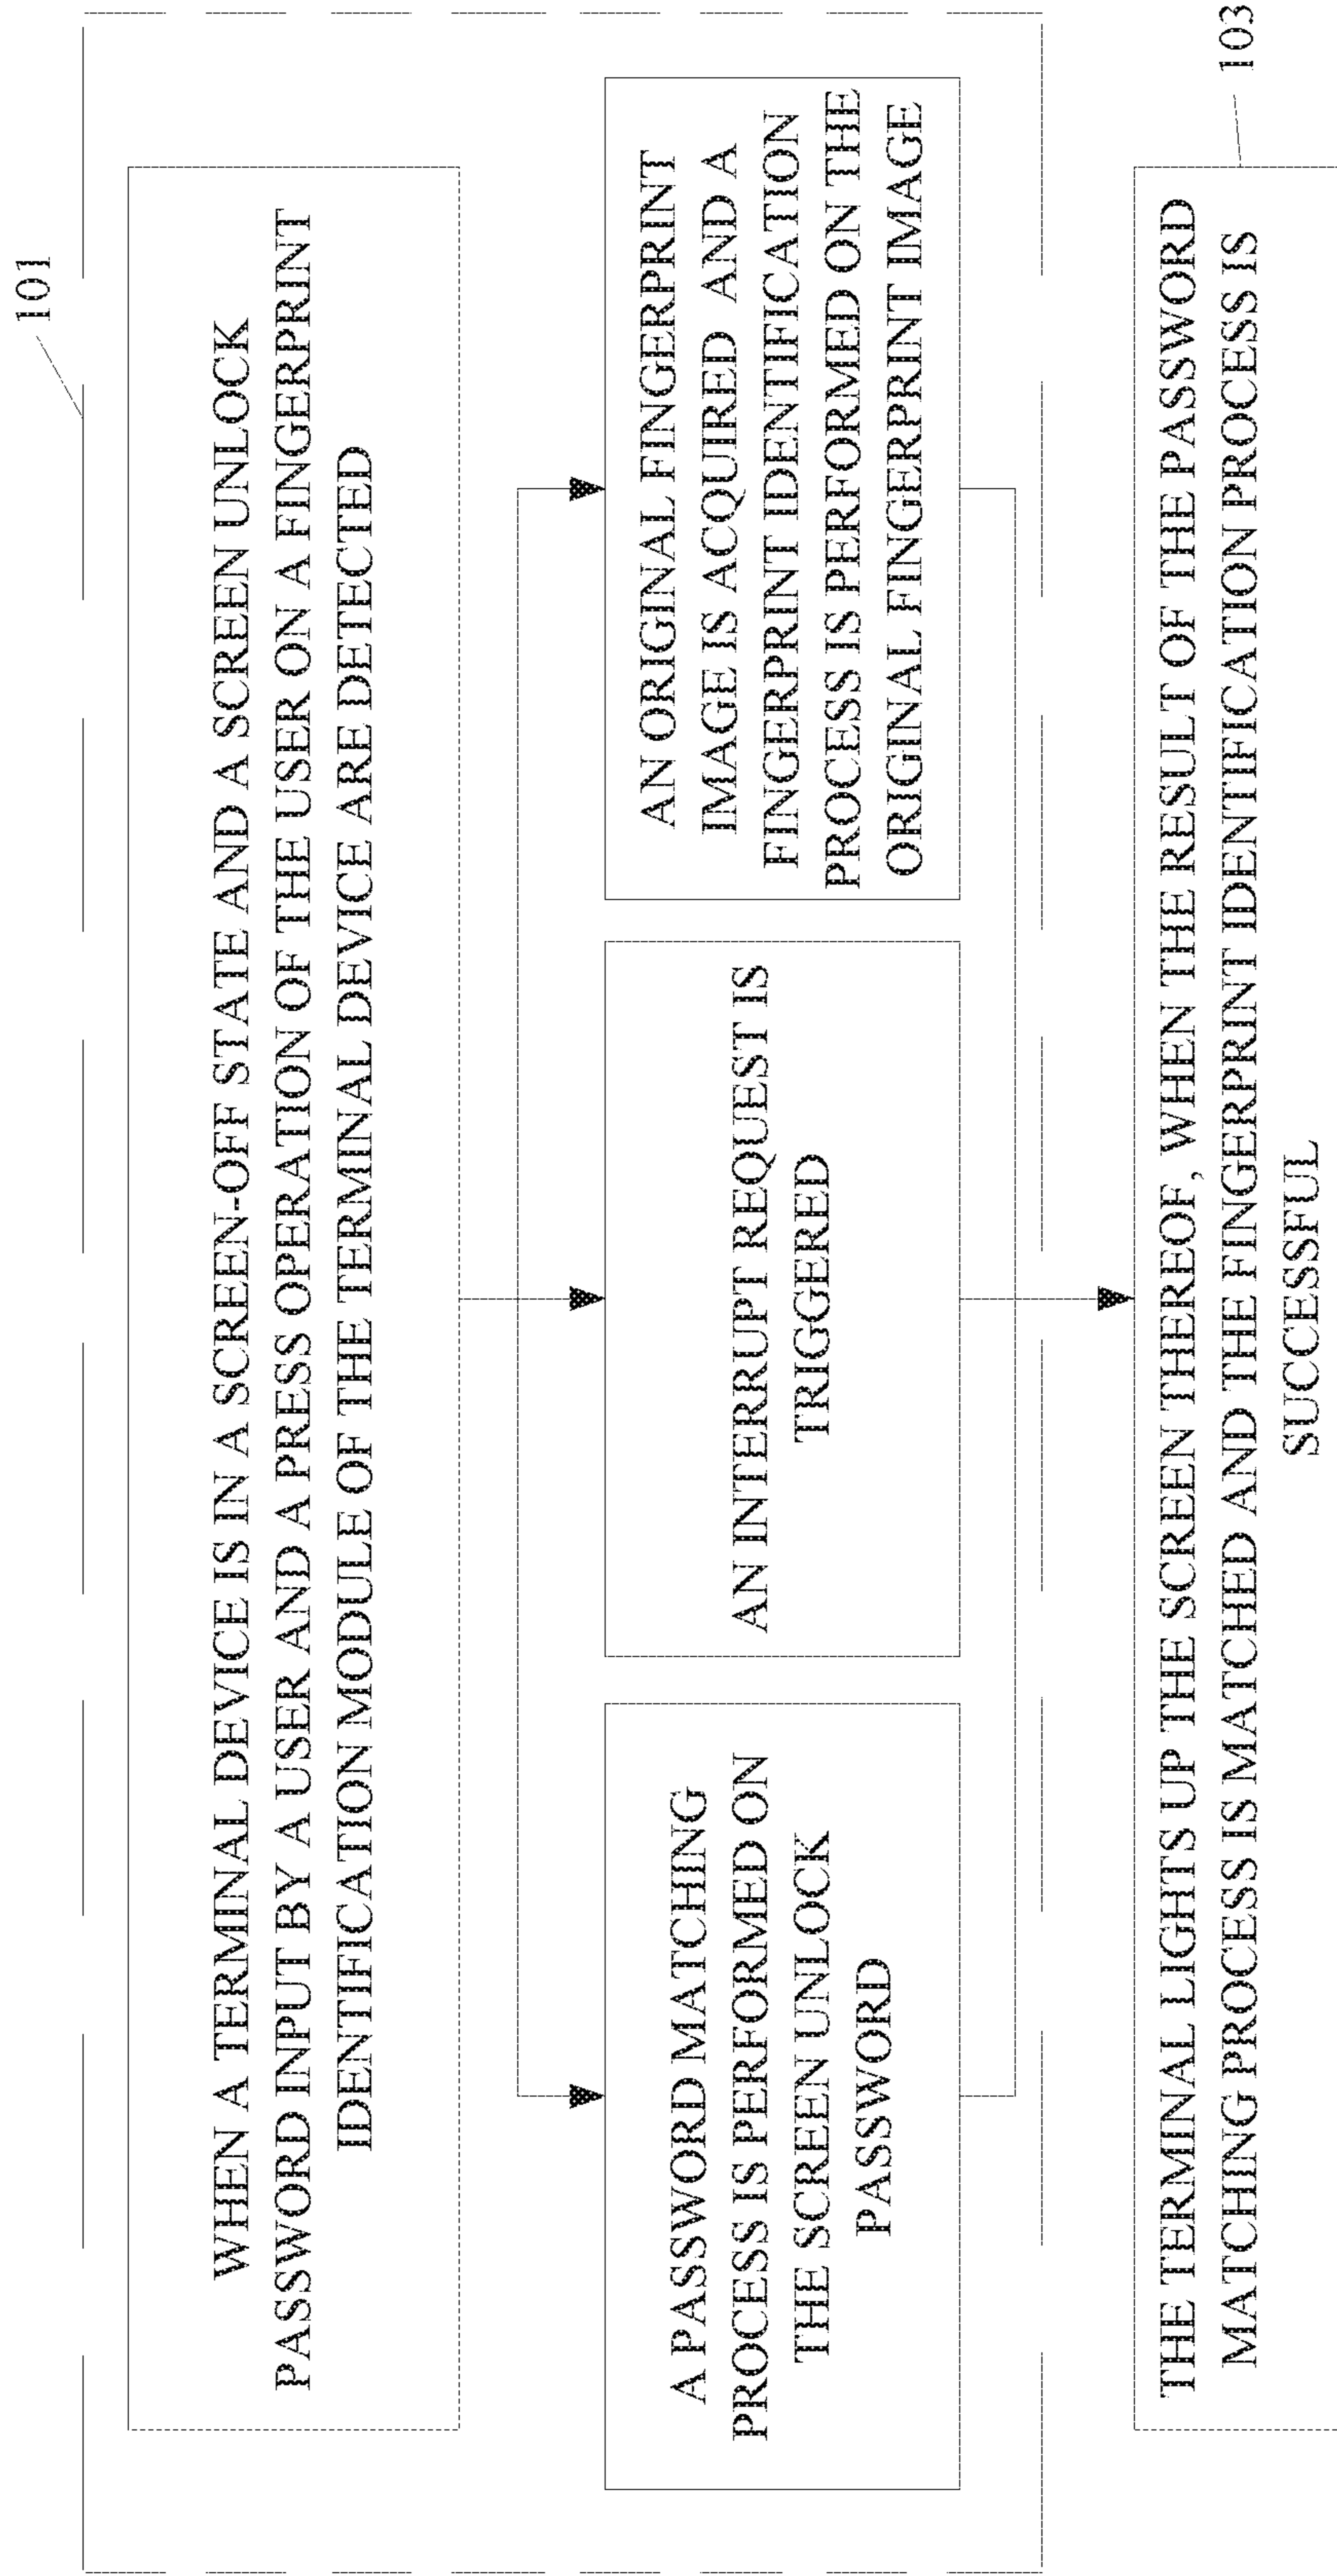 101
WHEN A TERMINAL DEVICE IS IN A SCREEN-OFF STATE AND A SCREEN UNLOCK
PASSWORD INPUT BY A USER AND A PRESS OPERATION OF THE USER ON A FINGERPRINT
IDENTIFICATION MODULE OF THE TERMINAL DEVICE ARE DETECTED
A PASSWORD MATCHING
PROCESS IS PERFORMED ON
THE SCREEN UNLOCK
PASSWORD
AN INTERRUPT REQUEST IS
TRIGGERED
AN ORIGINAL FINGERPRINT
IMAGE IS ACQUIRED AND A
FINGERPRINT IDENTIFICATION
PROCESS IS PERFORMED ON THE
ORIGINAL FINGERPRINT IMAGE
103
THE TERMINAL LIGHTS UP THE SCREEN THEREOF, WHEN THE RESULT OF THE PASSWORD
MATCHING PROCESS IS MATCHED AND THE FINGERPRINT IDENTIFICATION PROCESS IS
SUCCESSFUL